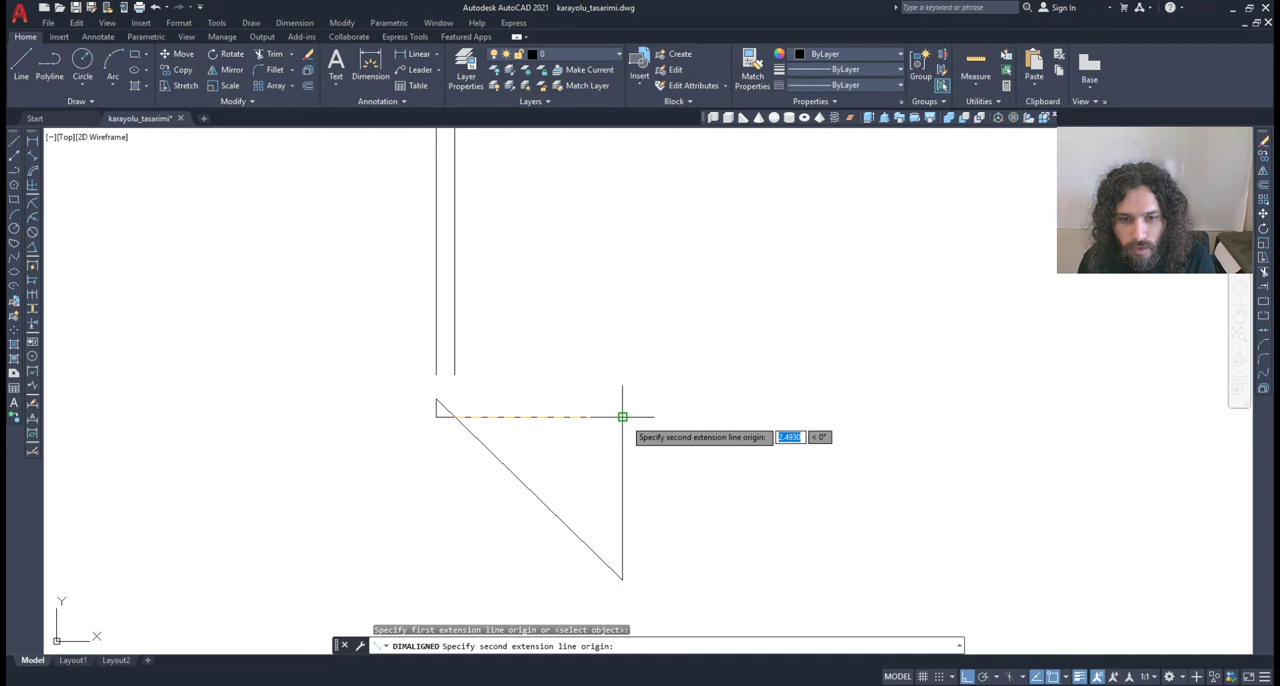 Autodesk AutoCAD 2021 karayolu_tasarimi.dwg
Type a keyword or phrase
Sign In
File Edit View Insert Format Tools Draw Dimension Modify Parametric Window Help Express
Home Insert Annotate Parametric View Manage Output Add-ins Collaborate Express Tools Featured Apps
Line Polyline Circle Arc
Move Rotate Trim
Copy Mirror Fillet
Stretch Scale Array
Text Dimension
Linear
Leader
Table
Layer Properties
0
Make Current
Match Layer
Insert
Create
Edit
Edit Attributes
Match Properties
ByLayer
ByLayer
ByLayer
Group
Measure
Paste
Base
Draw Modify Annotation Layers Block Properties Groups Utilities Clipboard View
Start karayolu_tasarimi*
[−][Top][2D Wireframe]
Specify second extension line origin: 2.4930 < 0°
Y
X
Specify first extension line origin or <select object>:
DIMALIGNED Specify second extension line origin:
Model Layout1 Layout2 +
MODEL 1:1